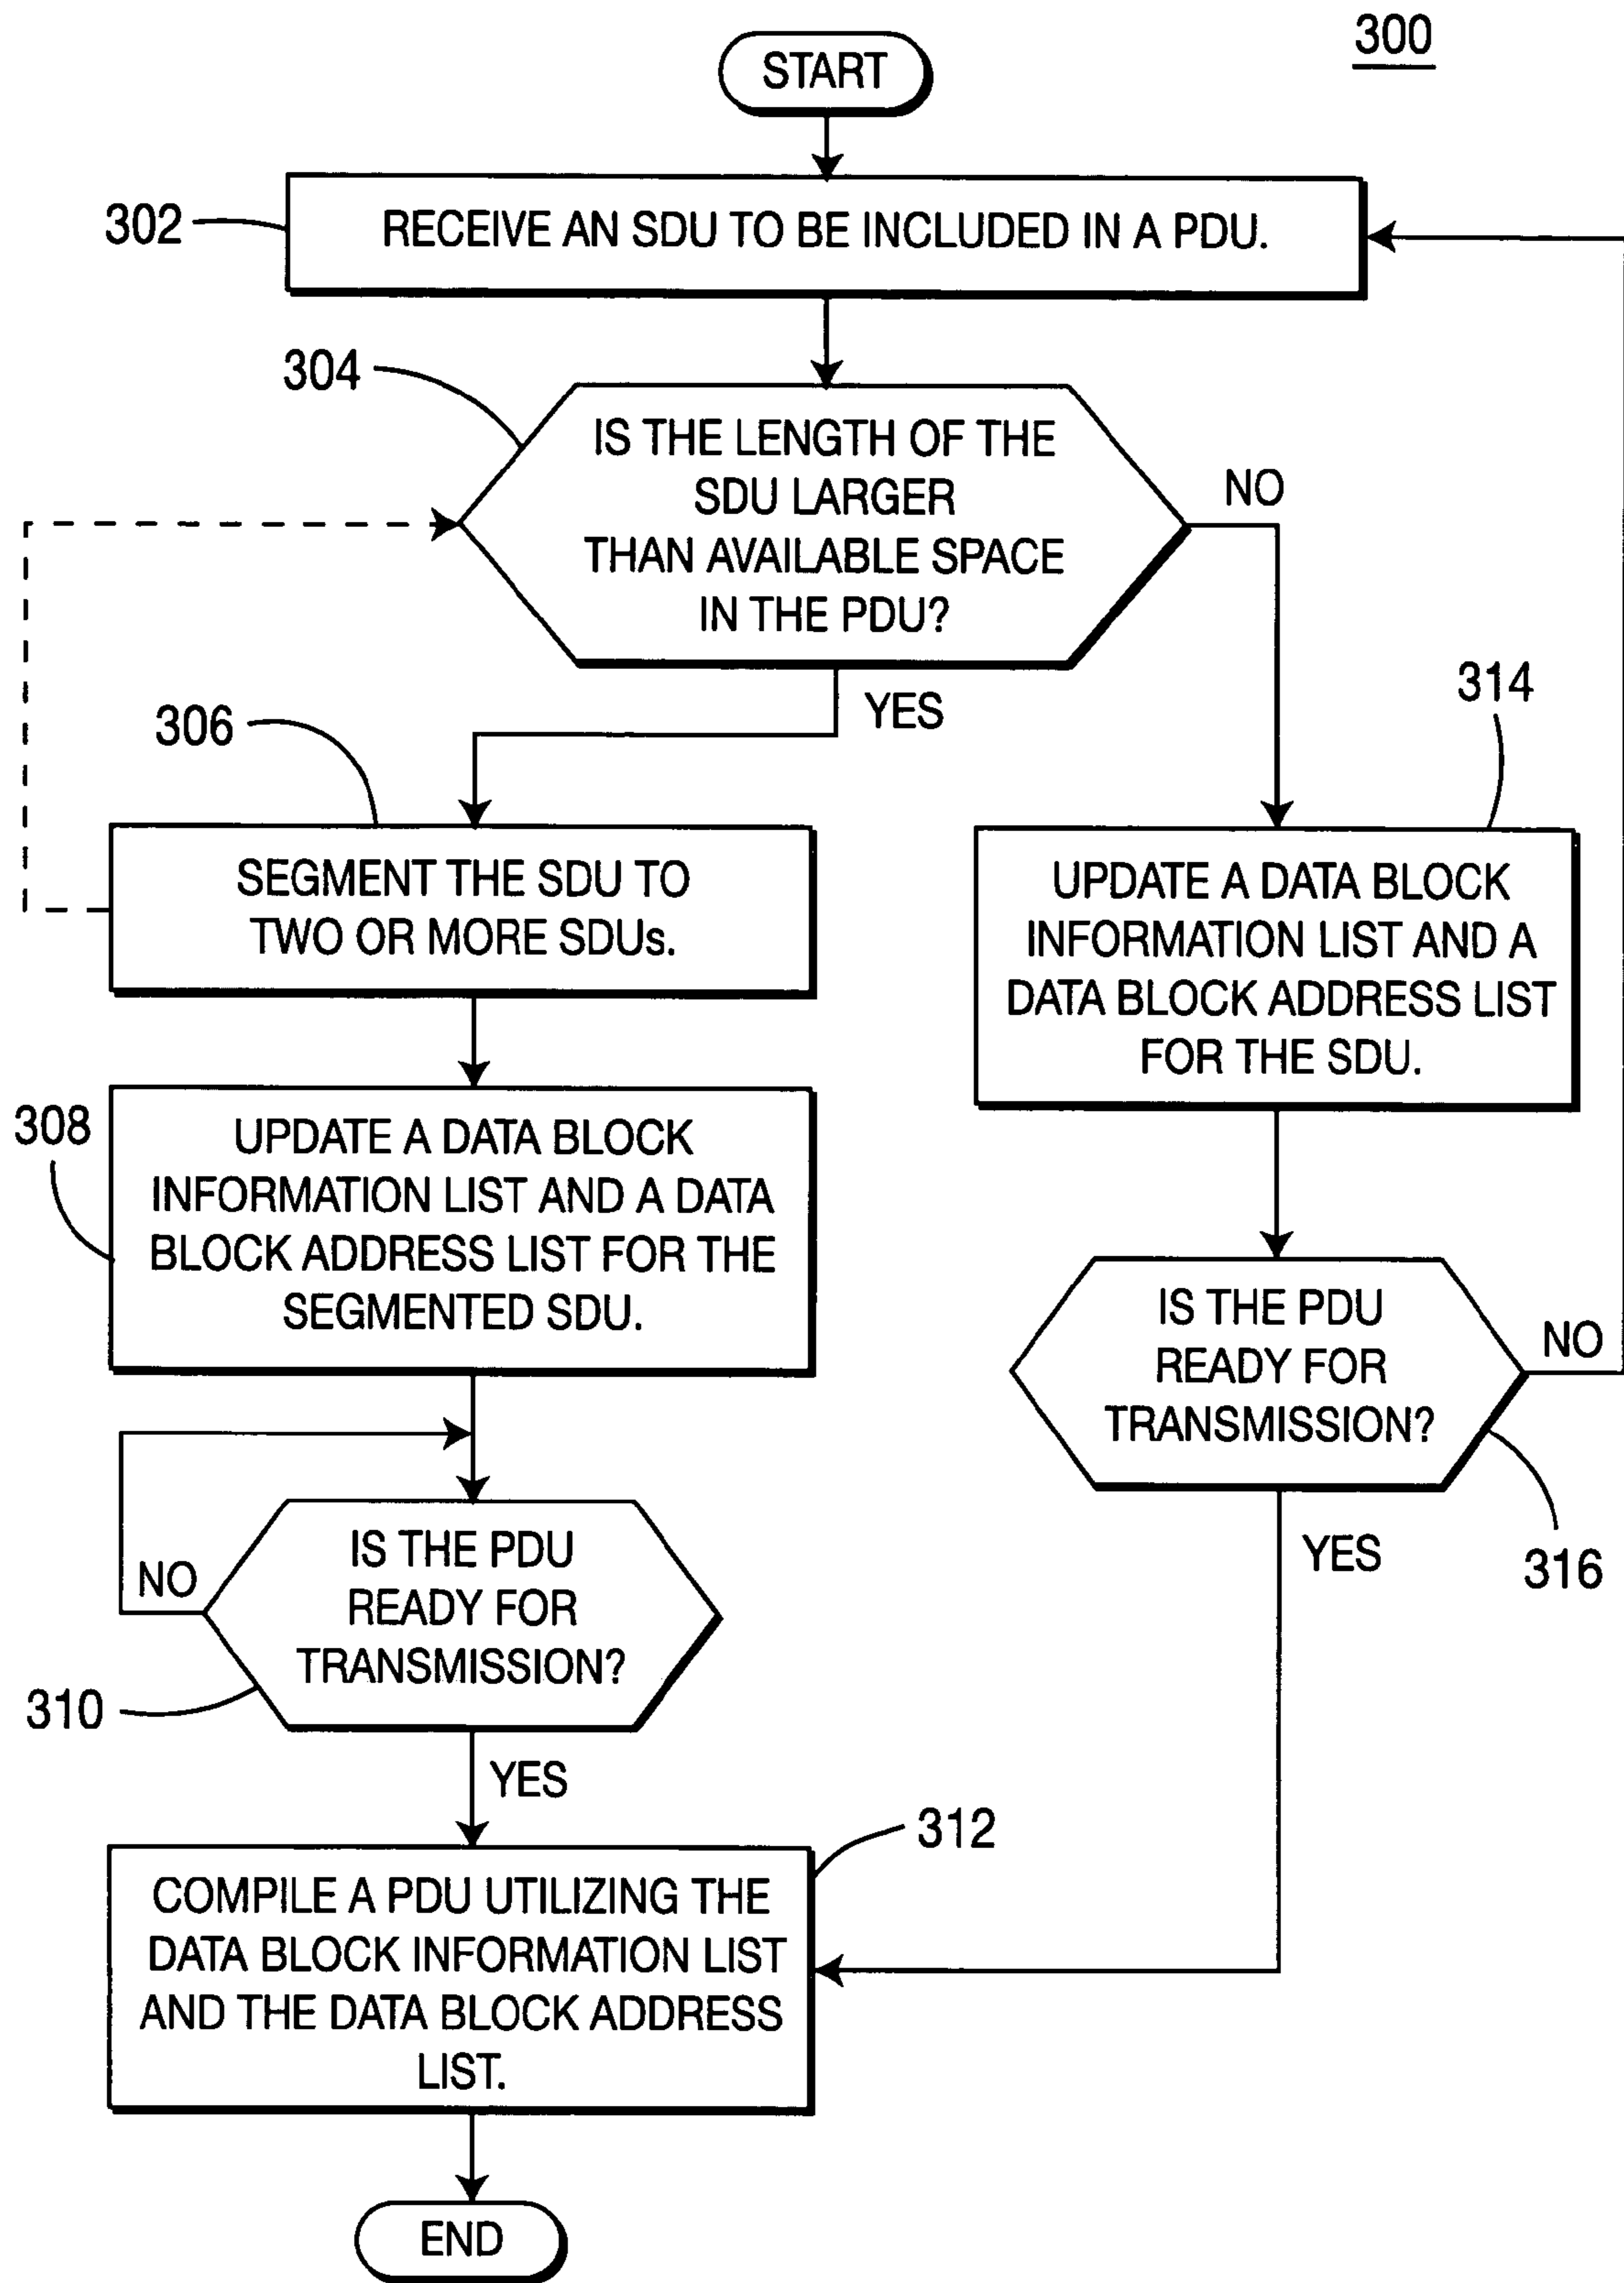 300
START
302
RECEIVE AN SDU TO BE INCLUDED IN A PDU.
304
IS THE LENGTH OF THE
SDU LARGER
THAN AVAILABLE SPACE
IN THE PDU?
NO
YES
306
SEGMENT THE SDU TO
TWO OR MORE SDUs.
314
UPDATE A DATA BLOCK
INFORMATION LIST AND A
DATA BLOCK ADDRESS LIST
FOR THE SDU.
308
UPDATE A DATA BLOCK
INFORMATION LIST AND A DATA
BLOCK ADDRESS LIST FOR THE
SEGMENTED SDU.
IS THE PDU
READY FOR
TRANSMISSION?
NO
316
YES
IS THE PDU
READY FOR
TRANSMISSION?
NO
310
YES
312
COMPILE A PDU UTILIZING THE
DATA BLOCK INFORMATION LIST
AND THE DATA BLOCK ADDRESS
LIST.
END